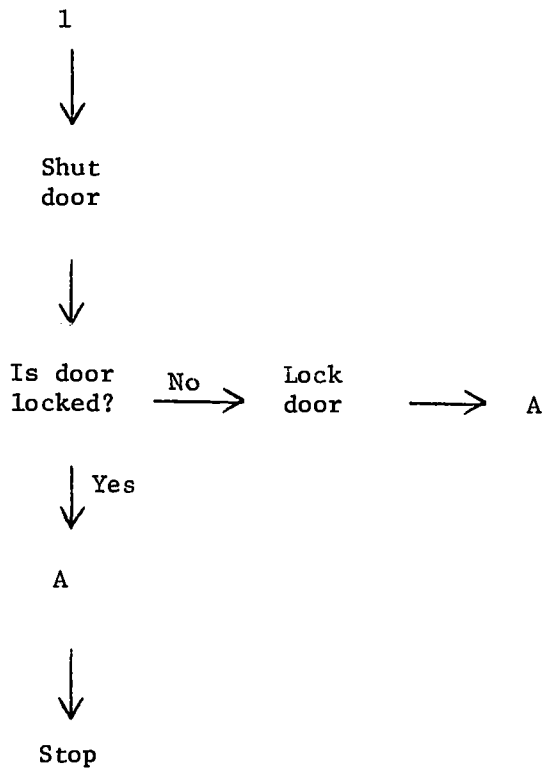 1
Shut
door
Is door
locked?
No
Lock
door
A
Yes
A
Stop